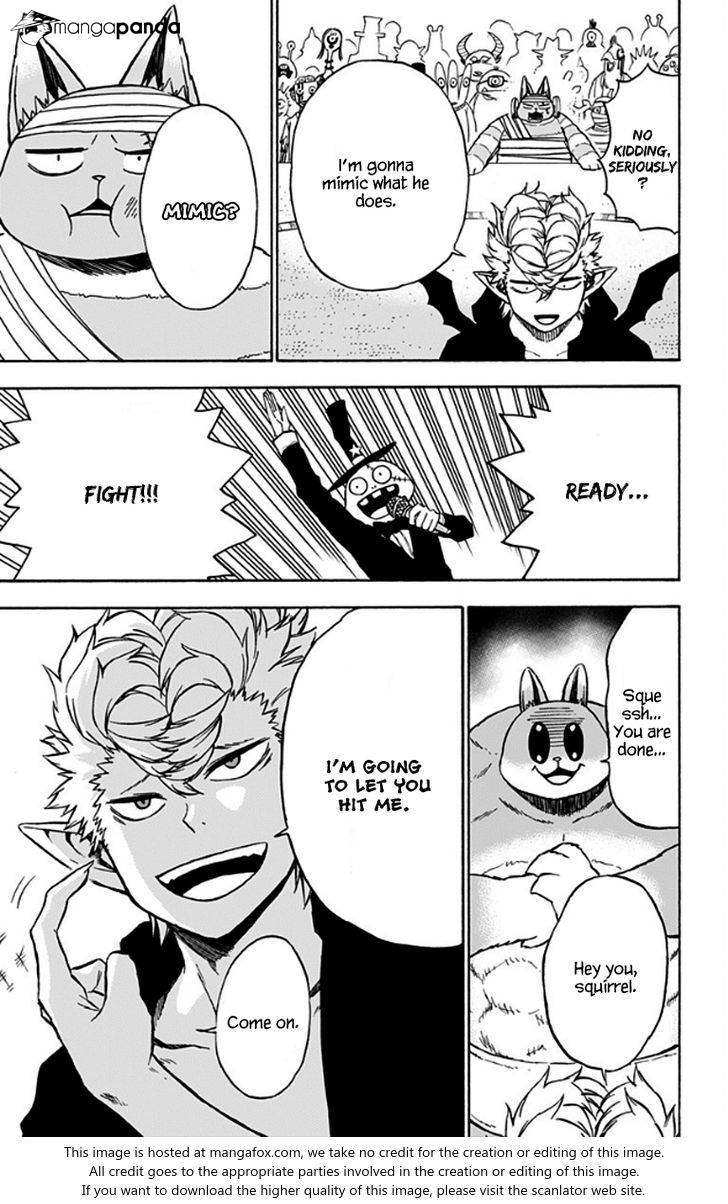 mangapanda
NO
KIDDING,
SERIOUSLY
?
I'm gonna
mimic what he
does.
MIMIC?
READY...
FIGHT!!!
Sque
ssh...
You are
done...
Hey you,
squirrel.
I'M GOING
TO LET YOU
HIT ME.
Come on.
This image is hosted at mangafox.com, we take no credit for the creation or editing of this image.
All credit goes to the appropriate parties involved in the creation or editing of this image.
If you want to download the higher quality of this image, please visit the scanlator web site.